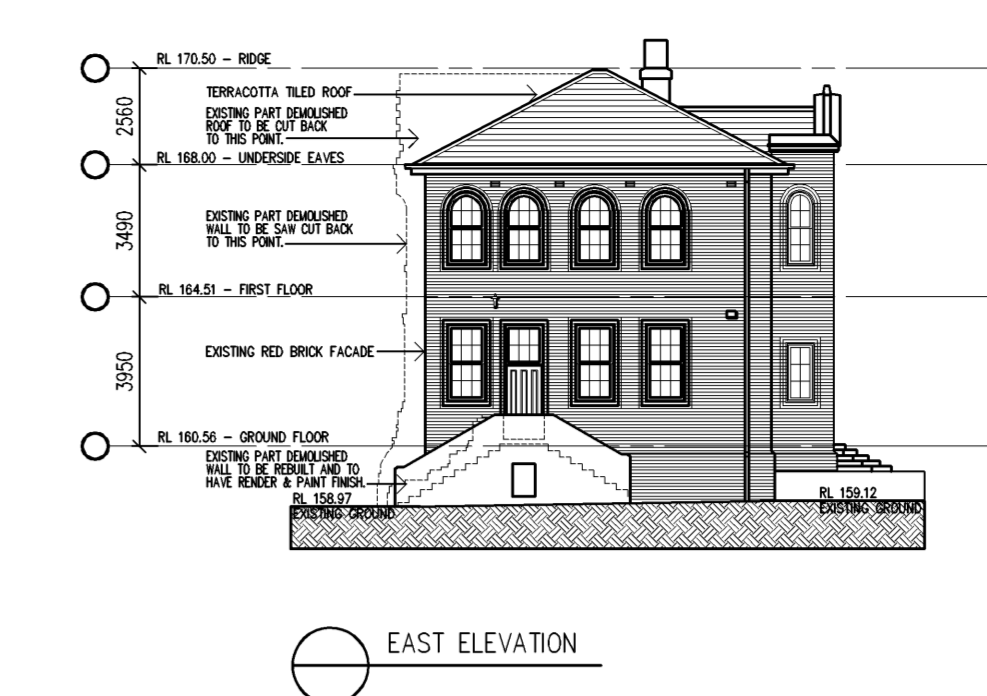 RL 170.50 - RIDGE
2560
TERRACOTTA TILED ROOF
EXISTING PART DEMOLISHED
ROOF TO BE CUT BACK
TO THIS POINT.
RL 168.00 - UNDERSIDE EAVES
3490
EXISTING PART DEMOLISHED
WALL TO BE SAW CUT BACK
TO THIS POINT.
RL 164.51 - FIRST FLOOR
3950
EXISTING RED BRICK FACADE
RL 160.56 - GROUND FLOOR
EXISTING PART DEMOLISHED
WALL TO BE REBUILT AND TO
HAVE RENDER & PAINT FINISH.
RL 158.97
EXISTING GROUND
RL 159.12
EXISTING GROUND
EAST ELEVATION